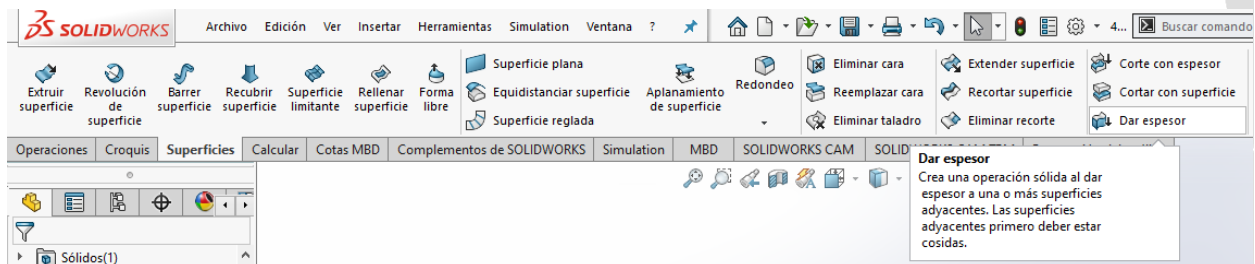 SOLIDWORKS
Archivo Edición Ver Insertar Herramientas Simulation Ventana ?
4... Buscar comando
Extruir superficie
Revolución de superficie
Barrer superficie
Recubrir superficie
Superficie limitante
Rellenar superficie
Forma libre
Superficie plana
Equidistanciar superficie
Superficie reglada
Aplanamiento de superficie
Redondeo
Eliminar cara
Reemplazar cara
Eliminar taladro
Extender superficie
Recortar superficie
Eliminar recorte
Corte con espesor
Cortar con superficie
Dar espesor
Operaciones Croquis Superficies Calcular Cotas MBD Complementos de SOLIDWORKS Simulation MBD SOLIDWORKS CAM SOLID
Dar espesor
Crea una operación sólida al dar
espesor a una o más superficies
adyacentes. Las superficies
adyacentes primero deber estar
cosidas.
Sólidos(1)